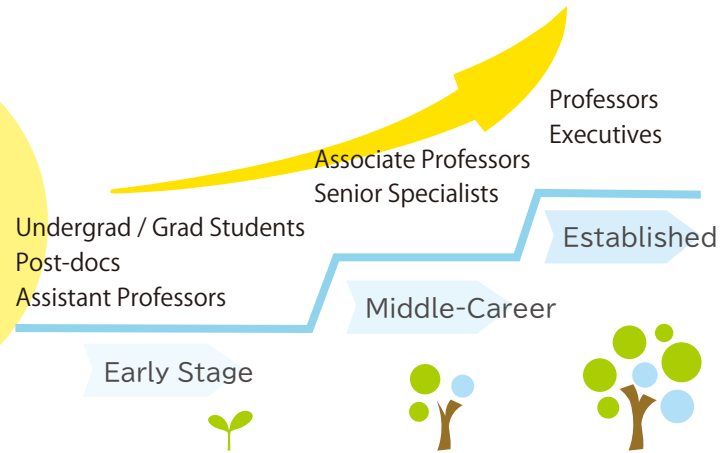 Professors
Executives
Associate Professors
Senior Specialists
Undergrad / Grad Students
Post-docs
Assistant Professors
Established
Middle-Career
Early Stage